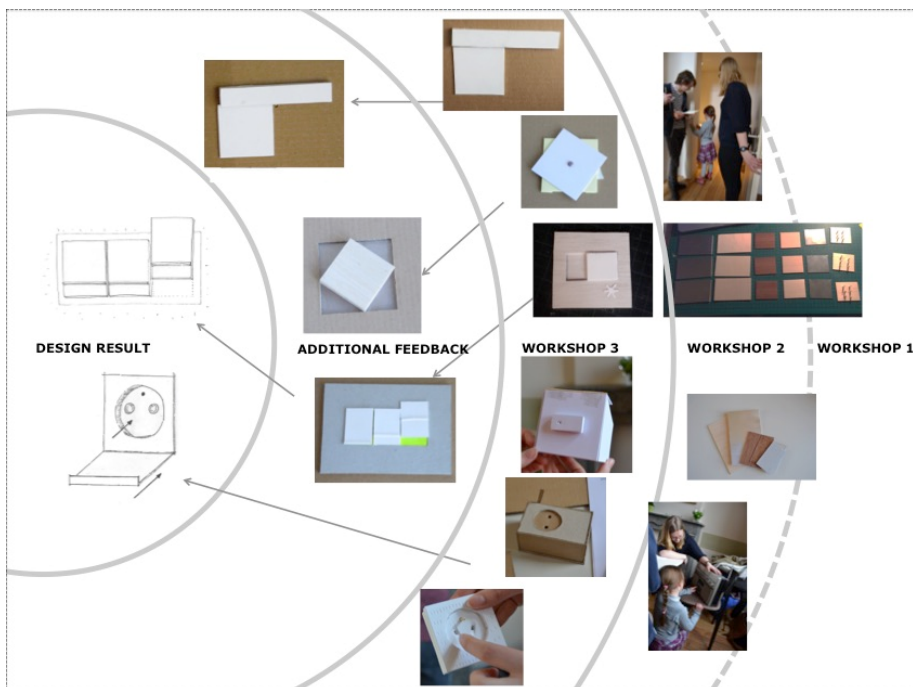 DESIGN RESULT
ADDITIONAL FEEDBACK
WORKSHOP 3
WORKSHOP 2
WORKSHOP 1